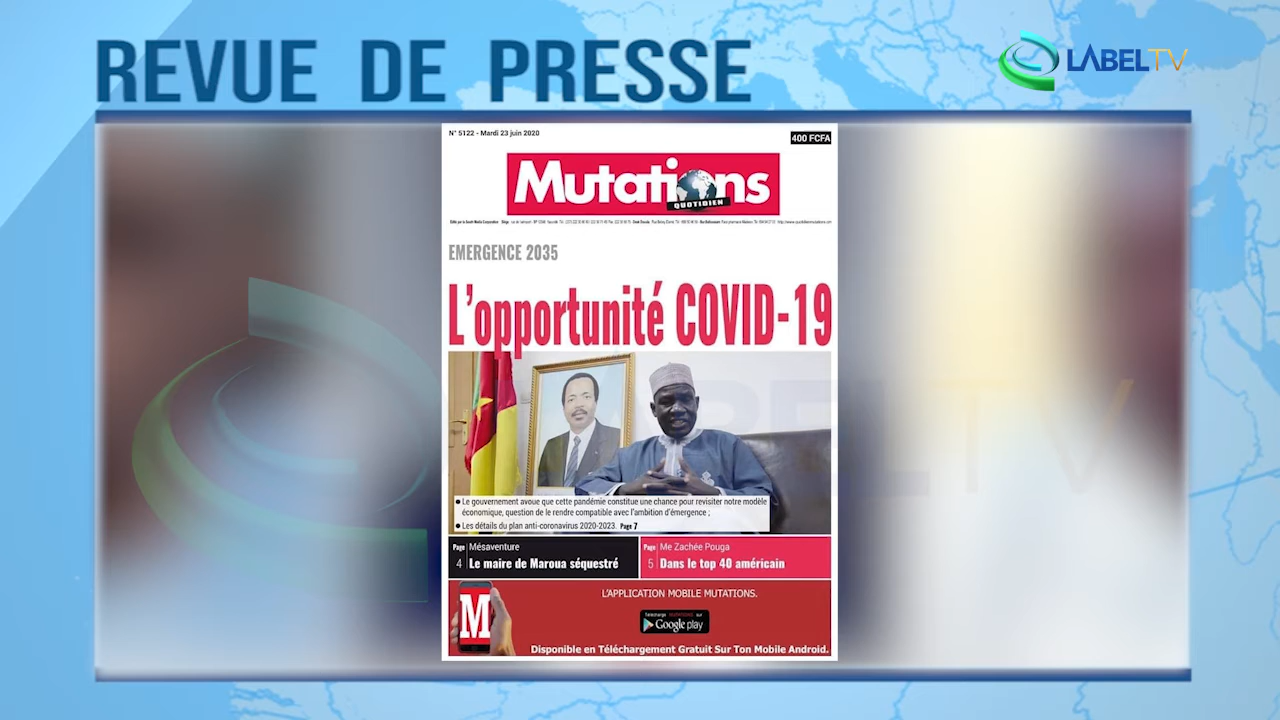 REVUE DE PRESSE
LABEL TV
N° 5122 - Mardi 23 juin 2020
400 FCFA
Mutations
QUOTIDIEN
EMERGENCE 2035
L'opportunité COVID-19
● Le gouvernement avoue que cette pandémie constitue une chance pour revisiter notre modèle
économique, question de le rendre compatible avec l'ambition d'émergence ;
● Les détails du plan anti-coronavirus 2020-2023. Page 7
Page 4 Mésaventure
Le maire de Maroua séquestré
Page 5 Me Zachée Pouga
Dans le top 40 américain
M
L'APPLICATION MOBILE MUTATIONS.
Google play
Disponible en Téléchargement Gratuit Sur Ton Mobile Android.